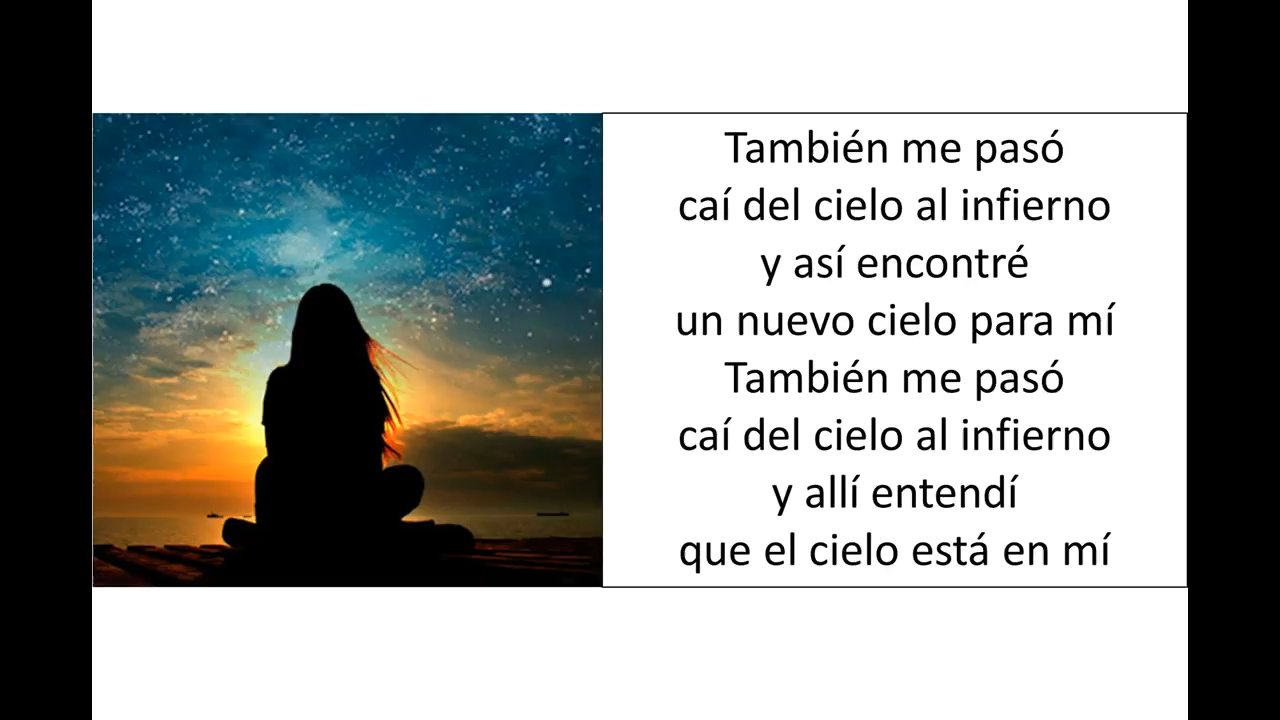 También me pasó
caí del cielo al infierno
y así encontré
un nuevo cielo para mí
También me pasó
caí del cielo al infierno
y allí entendí
que el cielo está en mí